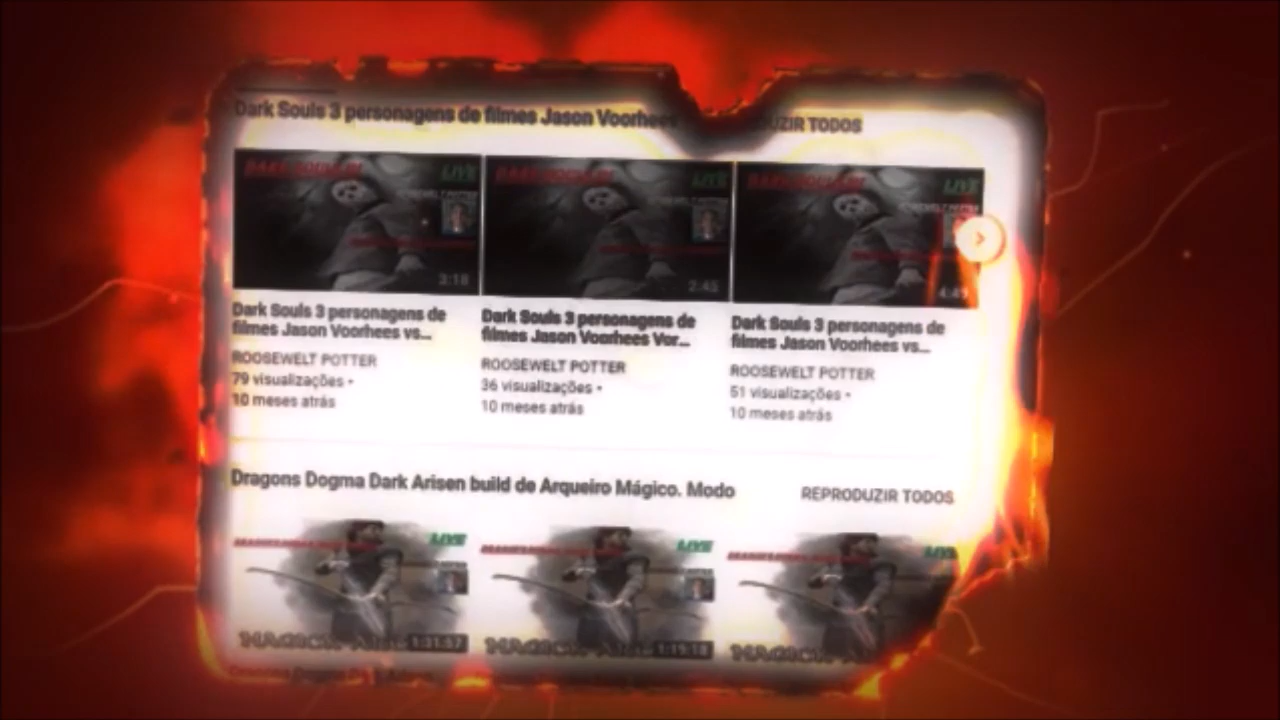 Dark Souls 3 personagens de filmes Jason Voorhees
UZIR TODOS
LIVE
LIVE
LIVE
3:18
2:45
Dark Souls 3 personagens de
filmes Jason Voorhees vs...
ROOSEWELT POTTER
79 visualizações •
10 meses atrás
Dark Souls 3 personagens de
filmes Jason Voorhees Vor...
ROOSEWELT POTTER
36 visualizações •
10 meses atrás
Dark Souls 3 personagens de
filmes Jason Voorhees vs...
ROOSEWELT POTTER
51 visualizações •
10 meses atrás
Dragons Dogma Dark Arisen build de Arqueiro Mágico. Modo
REPRODUZIR TODOS
LIVE
LIVE
LIVE
1:31:57
1:19:18